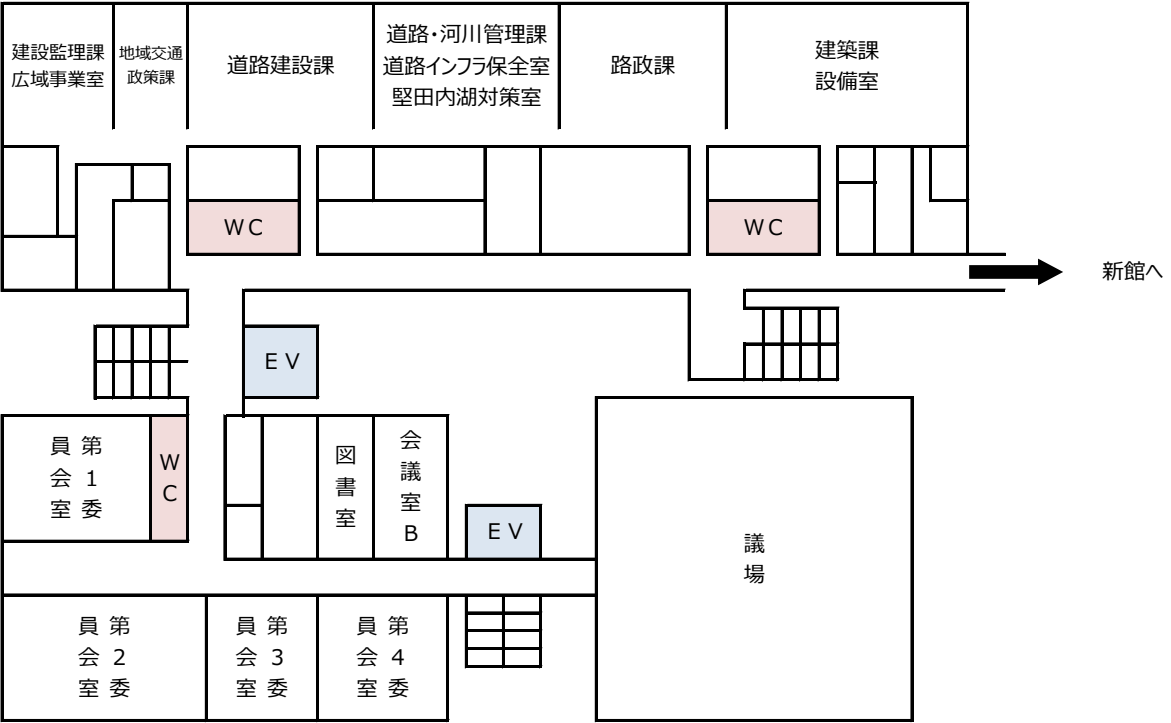 建設監理課
広域事業室
地域交通
政策課
道路建設課
道路・河川管理課
道路インフラ保全室
堅田内湖対策室
路政課
建築課
設備室
WC
WC
新館へ
EV
第1委
員会室
WC
図書室
会議室B
EV
議場
第2委
員会室
第3委
員会室
第4委
員会室